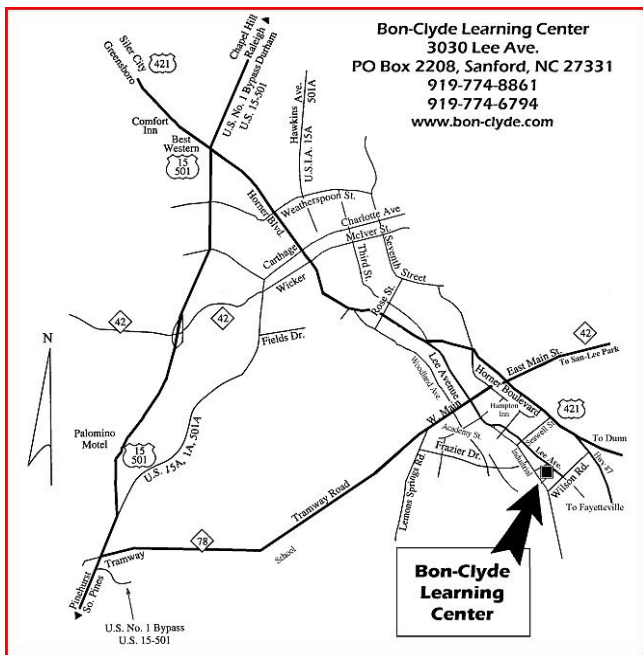 Bon-Clyde Learning Center
3030 Lee Ave.
PO Box 2208, Sanford, NC 27331
919-774-8861
919-774-6794
www.bon-clyde.com
Siler City
Greensboro
421
Chapel Hill
Raleigh
Durham
U.S. No. 1 Bypass
U.S. 15-501
Comfort
Inn
Best
Western
15
501
Hawkins Ave.
U.S.I.A. 15A
501A
Horner Blvd.
Weatherspoon St.
Charlotte Ave
McIver St.
Carthage
Wicker
Third St.
Seventh
Street
Rose St.
42
42
Fields Dr.
N
Lee Avenue
Woodland Ave.
W. Main
East Main St.
42
To San-Lee Park
Horner Boulevard
421
Hampton
Inn
Seawell St
Academy St.
Frazier Dr.
Lemons Springs Rd.
Industrial
Lee Ave.
Wilson Rd.
Hwy 87
To Dunn
To Fayetteville
Palomino
Motel
15
501
U.S. 15A, 1A, 501A
Tramway Road
78
Tramway
School
Pinehurst
So. Pines
U.S. No. 1 Bypass
U.S. 15-501
Bon-Clyde
Learning
Center